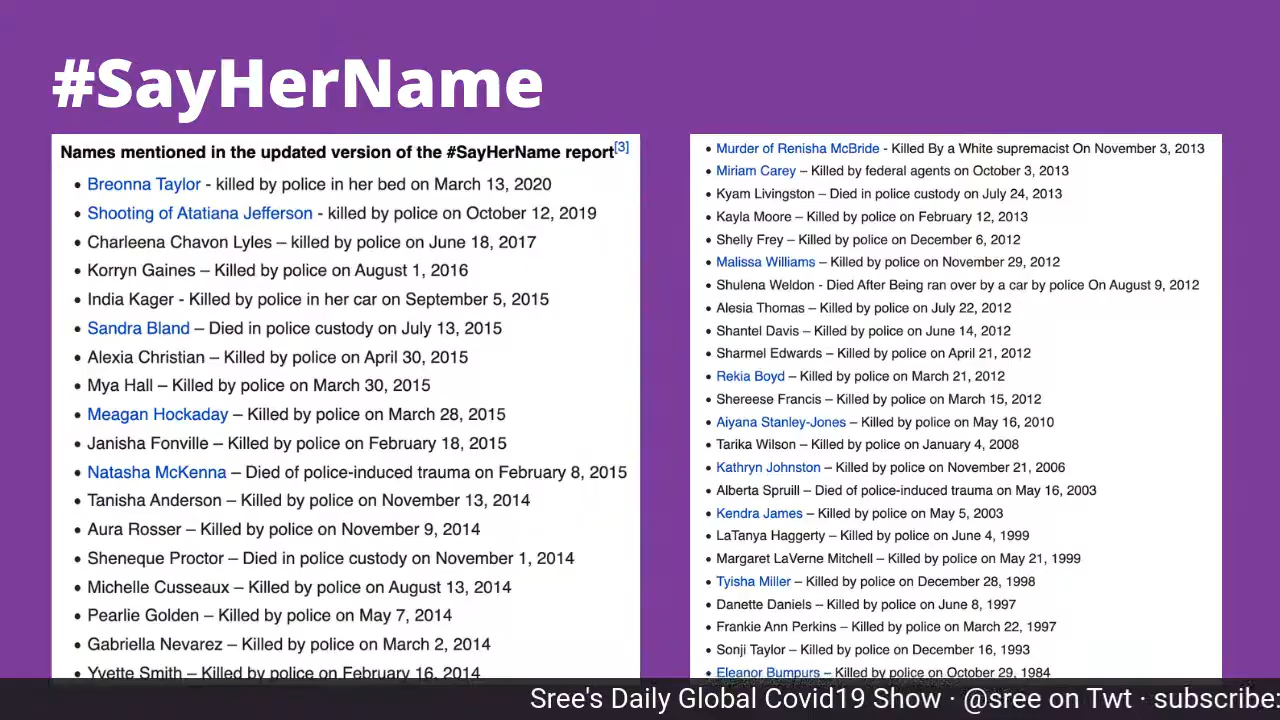 #SayHerName
Names mentioned in the updated version of the #SayHerName report[3]
• Breonna Taylor - killed by police in her bed on March 13, 2020
• Shooting of Atatiana Jefferson - killed by police on October 12, 2019
• Charleena Chavon Lyles – killed by police on June 18, 2017
• Korryn Gaines – Killed by police on August 1, 2016
• India Kager - Killed by police in her car on September 5, 2015
• Sandra Bland – Died in police custody on July 13, 2015
• Alexia Christian – Killed by police on April 30, 2015
• Mya Hall – Killed by police on March 30, 2015
• Meagan Hockaday – Killed by police on March 28, 2015
• Janisha Fonville – Killed by police on February 18, 2015
• Natasha McKenna – Died of police-induced trauma on February 8, 2015
• Tanisha Anderson – Killed by police on November 13, 2014
• Aura Rosser – Killed by police on November 9, 2014
• Sheneque Proctor – Died in police custody on November 1, 2014
• Michelle Cusseaux – Killed by police on August 13, 2014
• Pearlie Golden – Killed by police on May 7, 2014
• Gabriella Nevarez – Killed by police on March 2, 2014
• Yvette Smith – Killed by police on February 16, 2014
• Murder of Renisha McBride - Killed By a White supremacist On November 3, 2013
• Miriam Carey – Killed by federal agents on October 3, 2013
• Kyam Livingston – Died in police custody on July 24, 2013
• Kayla Moore – Killed by police on February 12, 2013
• Shelly Frey – Killed by police on December 6, 2012
• Malissa Williams – Killed by police on November 29, 2012
• Shulena Weldon - Died After Being ran over by a car by police On August 9, 2012
• Alesia Thomas – Killed by police on July 22, 2012
• Shantel Davis – Killed by police on June 14, 2012
• Sharmel Edwards – Killed by police on April 21, 2012
• Rekia Boyd – Killed by police on March 21, 2012
• Shereese Francis – Killed by police on March 15, 2012
• Aiyana Stanley-Jones – Killed by police on May 16, 2010
• Tarika Wilson – Killed by police on January 4, 2008
• Kathryn Johnston – Killed by police on November 21, 2006
• Alberta Spruill – Died of police-induced trauma on May 16, 2003
• Kendra James – Killed by police on May 5, 2003
• LaTanya Haggerty – Killed by police on June 4, 1999
• Margaret LaVerne Mitchell – Killed by police on May 21, 1999
• Tyisha Miller – Killed by police on December 28, 1998
• Danette Daniels – Killed by police on June 8, 1997
• Frankie Ann Perkins – Killed by police on March 22, 1997
• Sonji Taylor – Killed by police on December 16, 1993
• Eleanor Bumpurs – Killed by police on October 29, 1984
Sree's Daily Global Covid19 Show · @sree on Twt · subscribe: